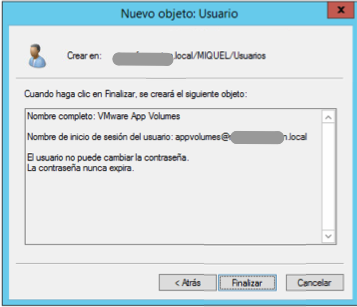 Nuevo objeto: Usuario
x
Crear en: .local/MIQUEL/Usuarios
Cuando haga clic en Finalizar, se creará el siguiente objeto:
Nombre completo: VMware App Volumes
Nombre de inicio de sesión del usuario: appvolumes@ n.local
El usuario no puede cambiar la contraseña.
La contraseña nunca expira.
< Atrás Finalizar Cancelar